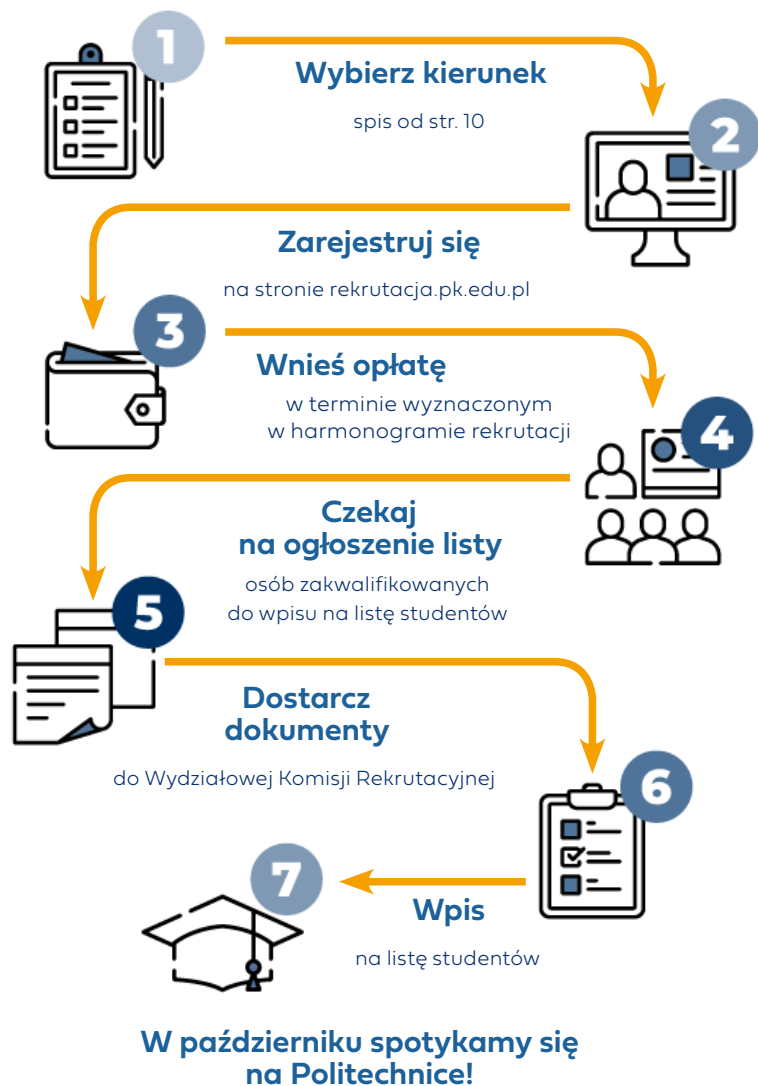 1
Wybierz kierunek
spis od str. 10
2
Zarejestruj się
na stronie rekrutacja.pk.edu.pl
3
Wnieś opłatę
w terminie wyznaczonym
w harmonogramie rekrutacji
4
Czekaj
na ogłoszenie listy
osób zakwalifikowanych
do wpisu na listę studentów
5
Dostarcz
dokumenty
do Wydziałowej Komisji Rekrutacyjnej
6
7
Wpis
na listę studentów
W październiku spotykamy się
na Politechnice!